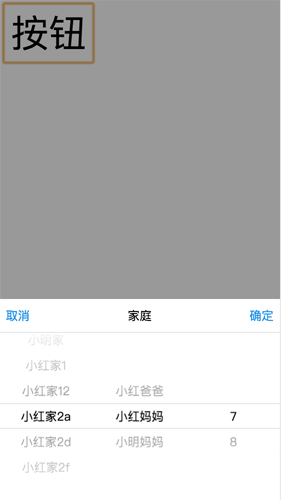 按钮
取消 家庭 确定
小明家
小红家1
小红家12 小红爸爸
小红家2a 小红妈妈 7
小红家2d 小明妈妈 8
小红家2f